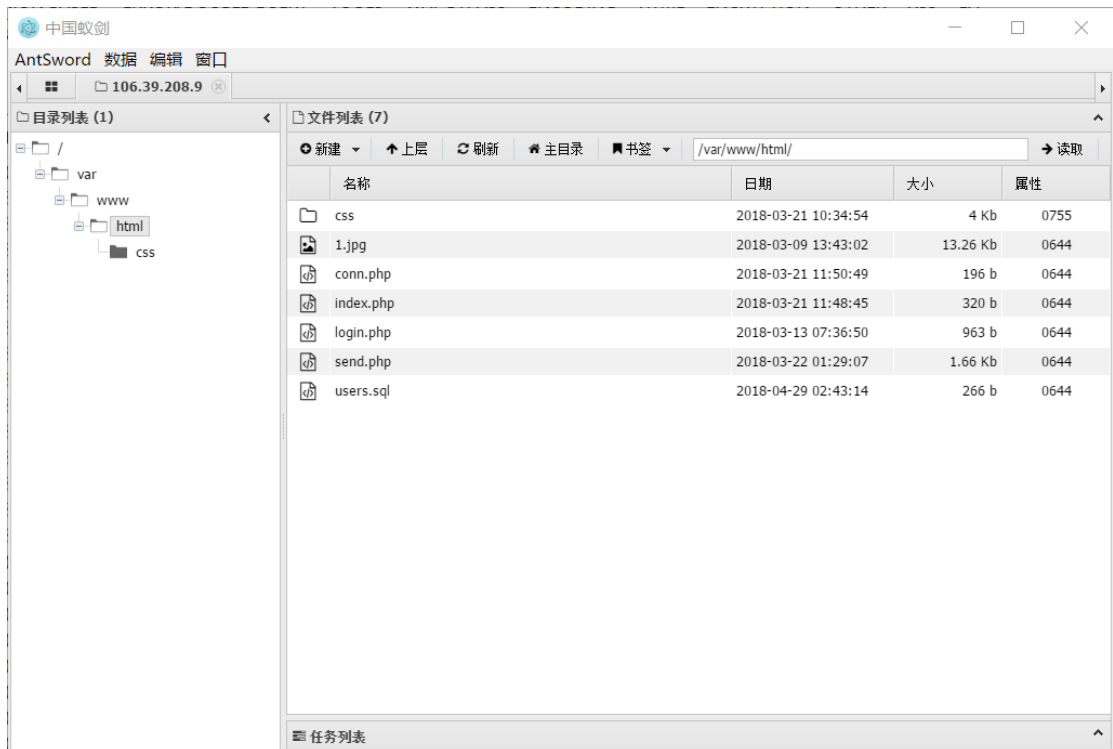 中国蚁剑
AntSword 数据 编辑 窗口
106.39.208.9
目录列表 (1)
/
var
www
html
css
文件列表 (7)
新建 上层 刷新 主目录 书签 /var/www/html/ 读取
名称 日期 大小 属性
css 2018-03-21 10:34:54 4 Kb 0755
1.jpg 2018-03-09 13:43:02 13.26 Kb 0644
conn.php 2018-03-21 11:50:49 196 b 0644
index.php 2018-03-21 11:48:45 320 b 0644
login.php 2018-03-13 07:36:50 963 b 0644
send.php 2018-03-22 01:29:07 1.66 Kb 0644
users.sql 2018-04-29 02:43:14 266 b 0644
任务列表